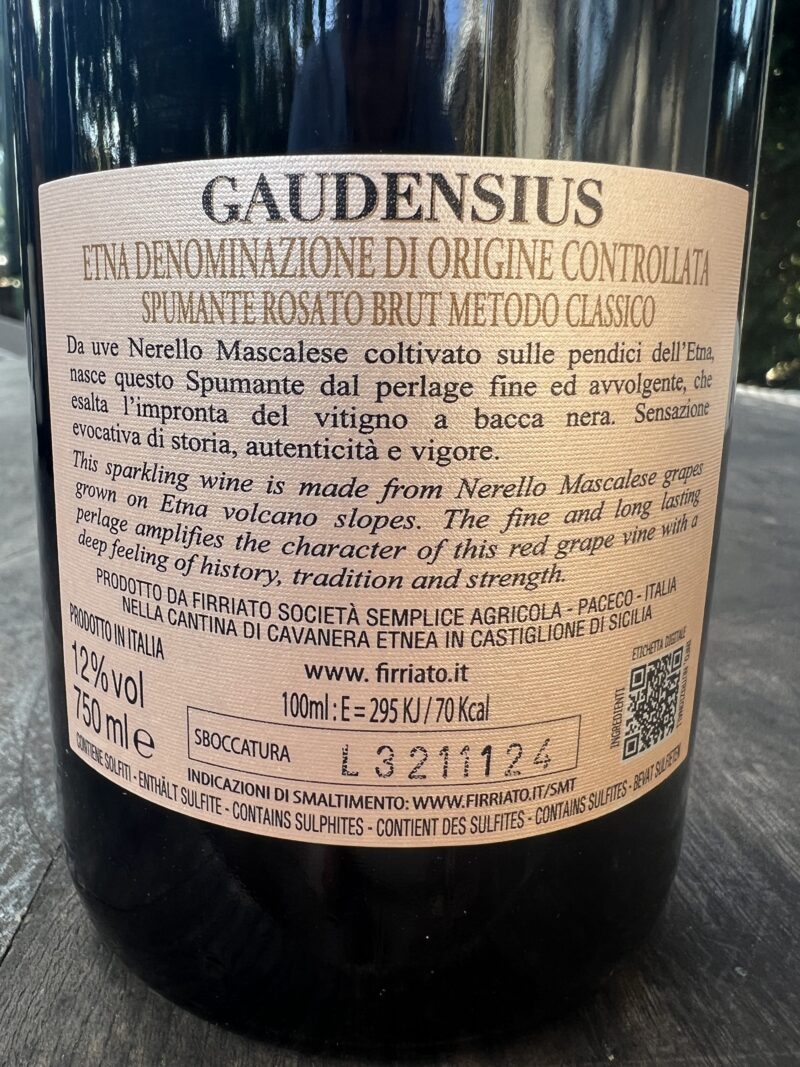 GAUDENSIUS
ETNA DENOMINAZIONE DI ORIGINE CONTROLLATA
SPUMANTE ROSATO BRUT METODO CLASSICO
Da uve Nerello Mascalese coltivato sulle pendici dell'Etna,
nasce questo Spumante dal perlage fine ed avvolgente, che
esalta l'impronta del vitigno a bacca nera. Sensazione
evocativa di storia, autenticità e vigore.
This sparkling wine is made from Nerello Mascalese grapes
grown on Etna volcano slopes. The fine and long lasting
perlage amplifies the character of this red grape vine with a
deep feeling of history, tradition and strength.
PRODOTTO DA FIRRIATO SOCIETÀ SEMPLICE AGRICOLA - PACECO - ITALIA
NELLA CANTINA DI CAVANERA ETNEA IN CASTIGLIONE DI SICILIA
PRODOTTO IN ITALIA
www. firriato.it
12% vol
750 ml e
100ml : E = 295 KJ / 70 Kcal
SBOCCATURA L3211124
ETICHETTA DIGITALE
INGREDIENTI
INDICAZIONI DI SMALTIMENTO: WWW.FIRRIATO.IT/SMT
CONTIENE SOLFITI - ENTHÄLT SULFITE - CONTAINS SULPHITES - CONTIENT DES SULFITES - CONTAINS SULFITES - BEVAT SULFIETEN